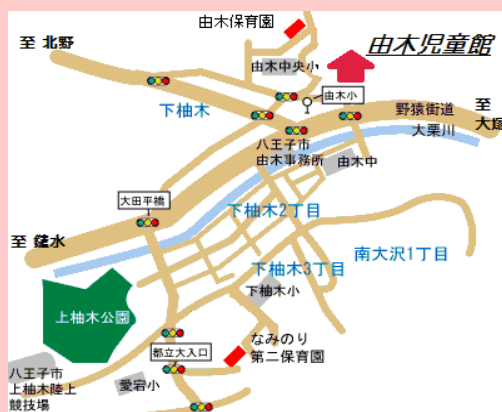 由木保育園
至 北野
由木中央小
由木児童館
由木小
至
大塚
下柚木
野猿街道
大栗川
八王子市
由木事務所
由木中
大田平橋
下柚木2丁目
至 鑓水
南大沢1丁目
下柚木3丁目
下柚木小
上柚木公園
なみのり
第二保育園
都立大入口
八王子市
上柚木陸上
競技場
愛宕小